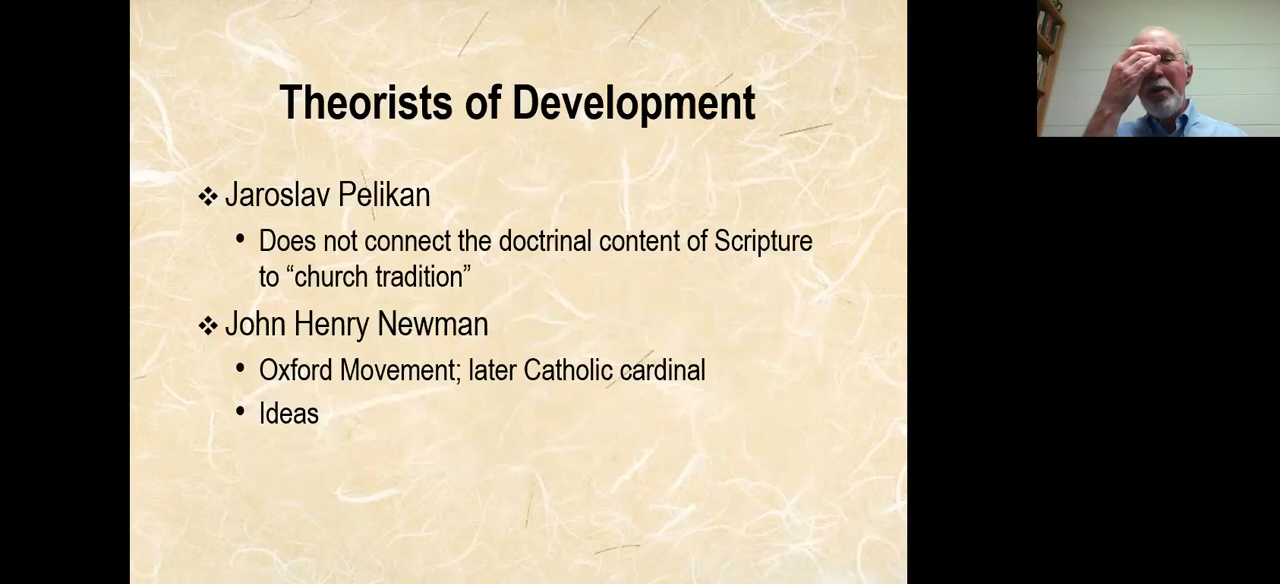 Theorists of Development
❖ Jaroslav Pelikan
• Does not connect the doctrinal content of Scripture
to “church tradition”
❖ John Henry Newman
• Oxford Movement; later Catholic cardinal
• Ideas